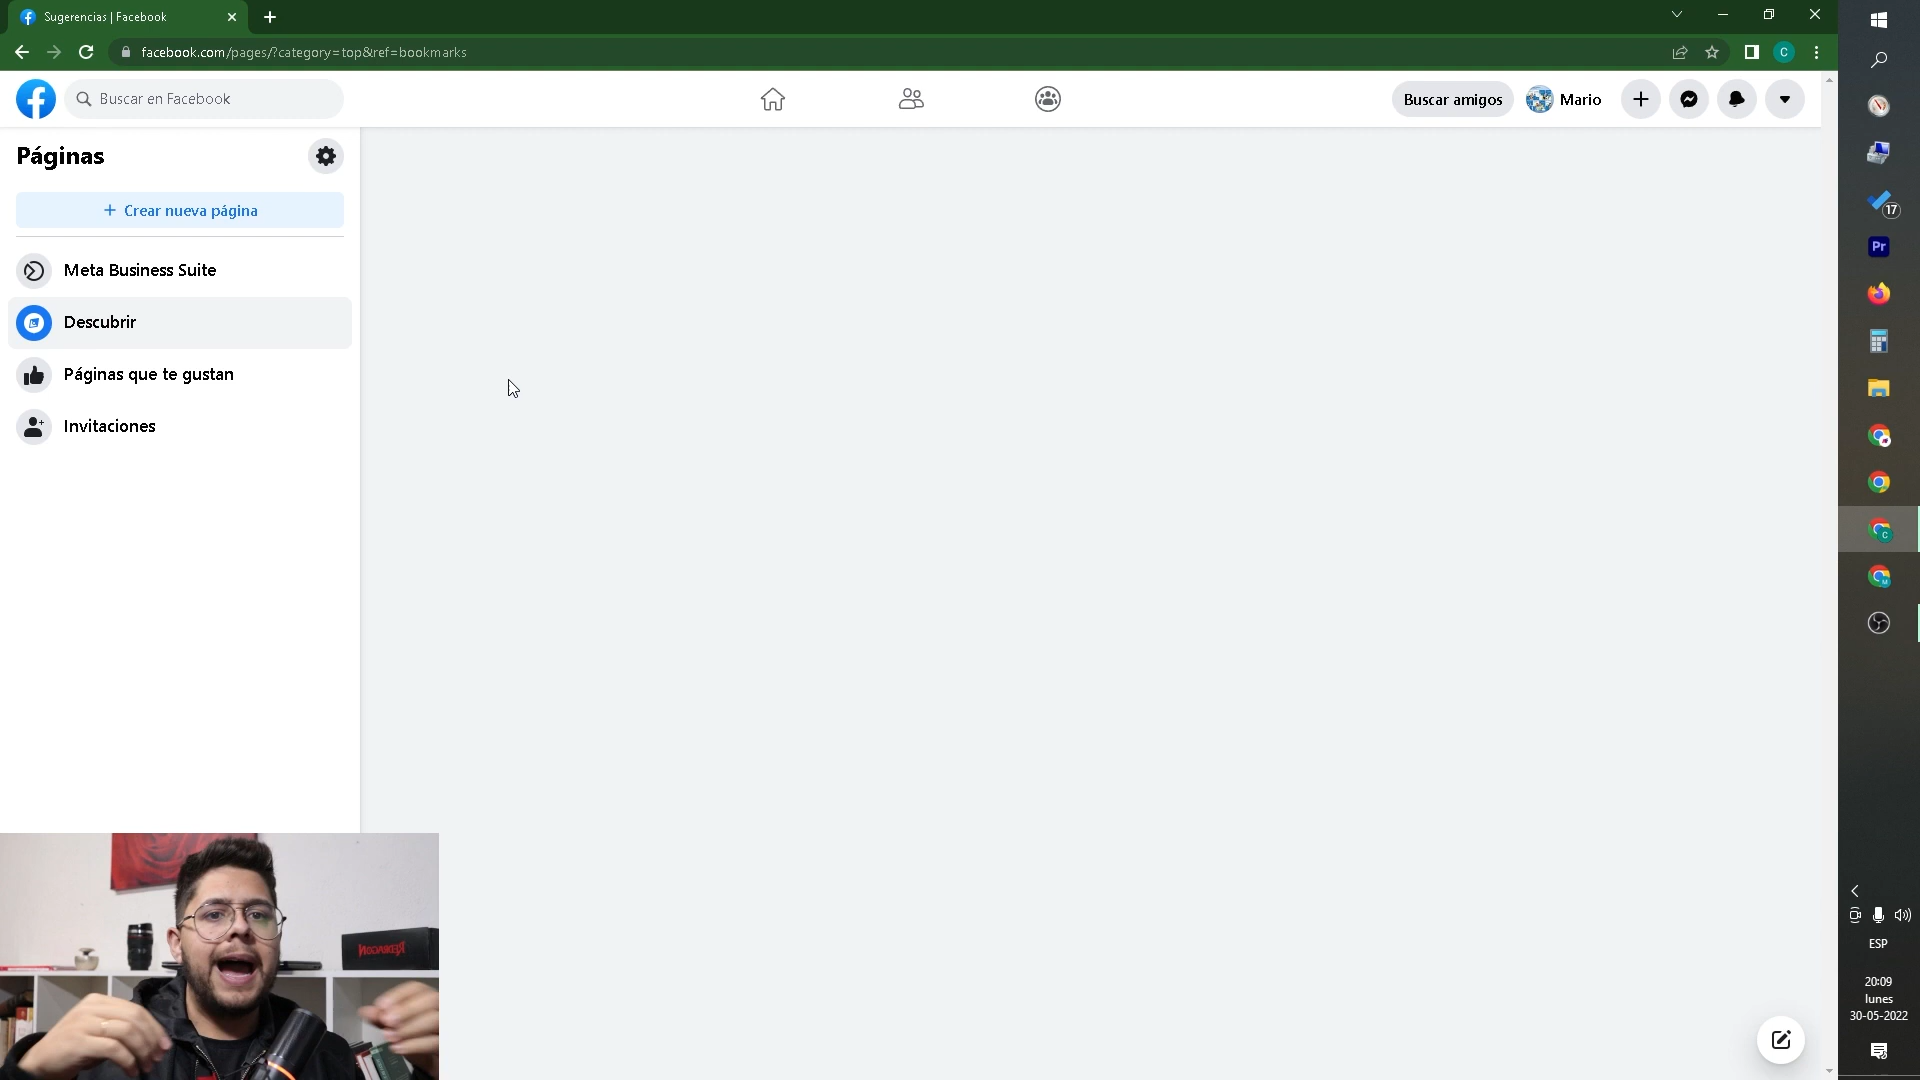 Sugerencias | Facebook
facebook.com/pages/?category=top&ref=bookmarks
Buscar en Facebook
Buscar amigos
Mario
Páginas
+ Crear nueva página
Meta Business Suite
Descubrir
Páginas que te gustan
Invitaciones
C
17
Pr
C
M
ESP
20:09
lunes
30-05-2022
REDRAGON